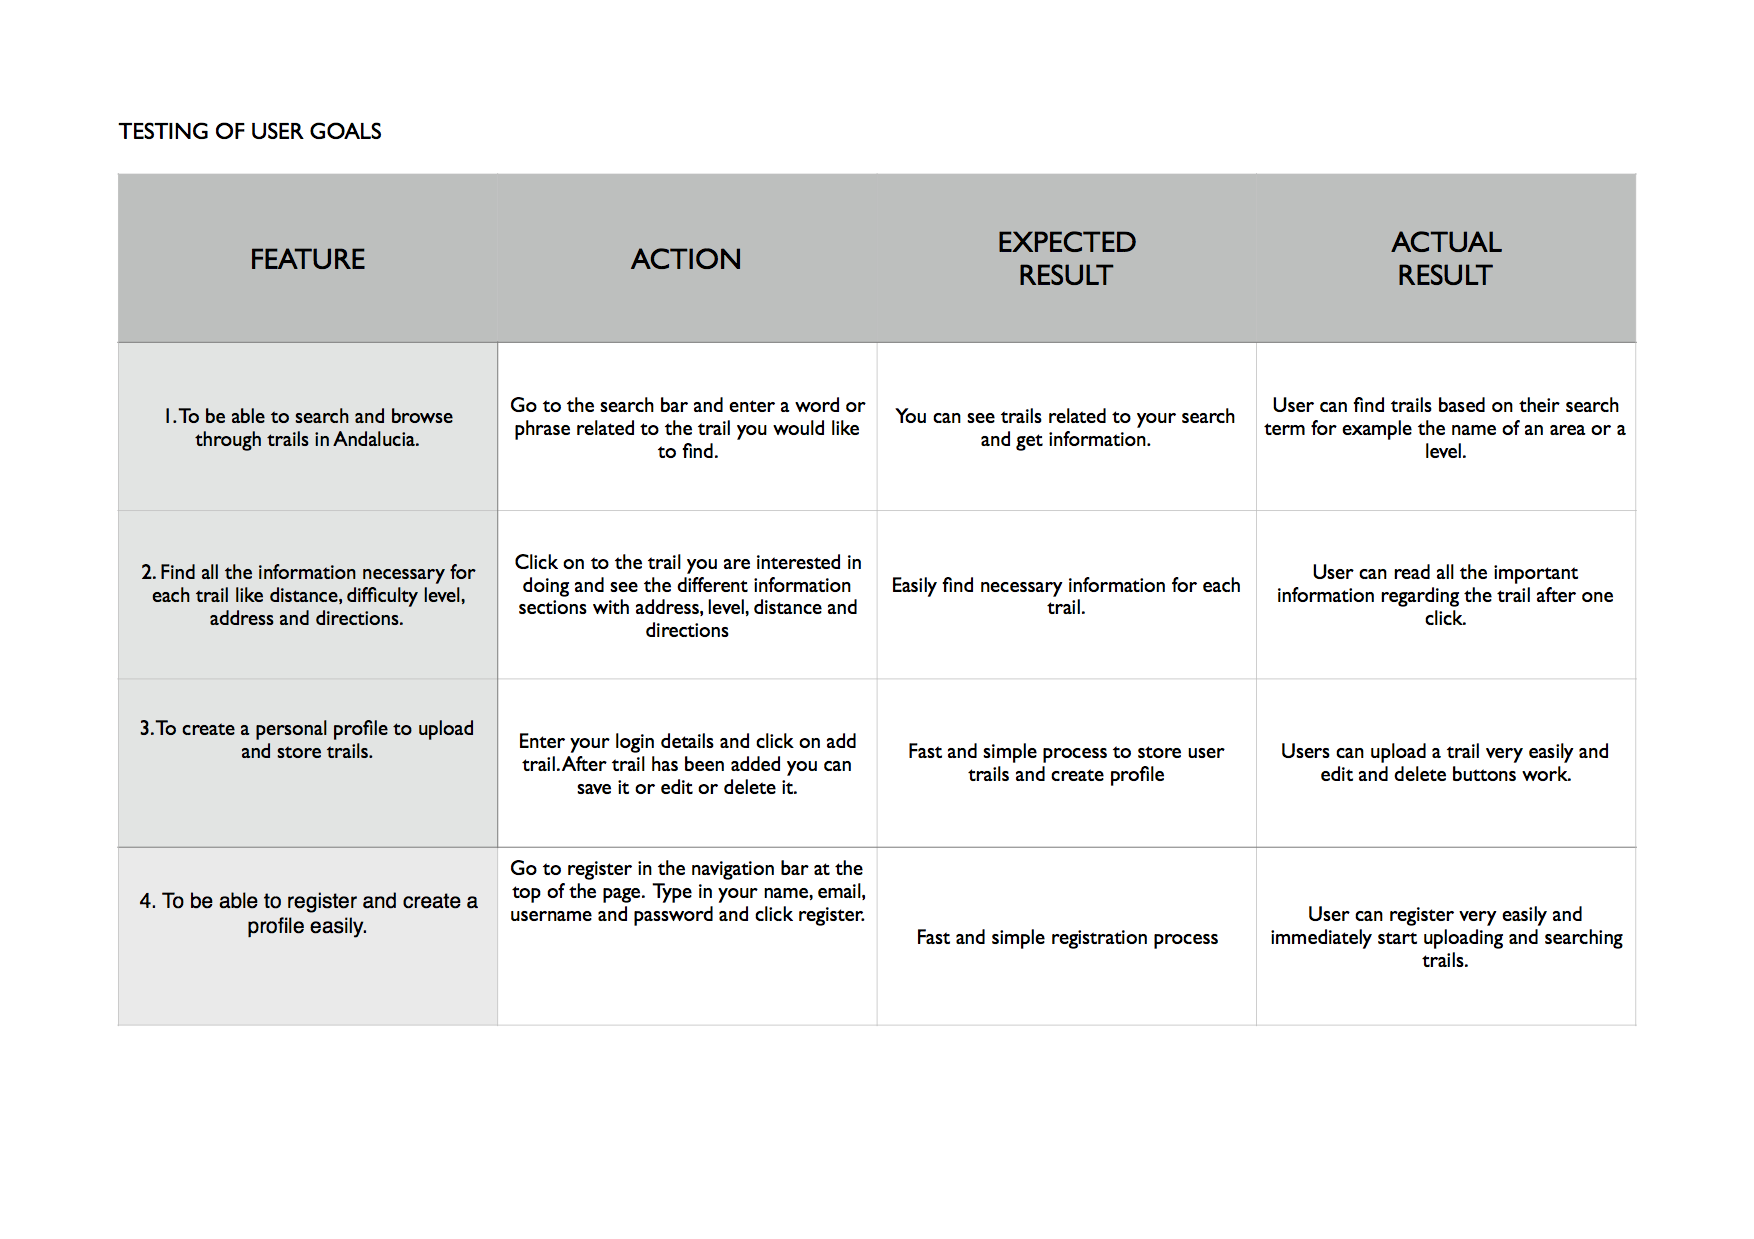 TESTING OF USER GOALS
FEATURE
ACTION
EXPECTED
RESULT
ACTUAL
RESULT
1. To be able to search and browse
through trails in Andalucia.
Go to the search bar and enter a word or
phrase related to the trail you would like
to find.
You can see trails related to your search
and get information.
User can find trails based on their search
term for example the name of an area or a
level.
2. Find all the information necessary for
each trail like distance, difficulty level,
address and directions.
Click on to the trail you are interested in
doing and see the different information
sections with address, level, distance and
directions
Easily find necessary information for each
trail.
User can read all the important
information regarding the trail after one
click.
3. To create a personal profile to upload
and store trails.
Enter your login details and click on add
trail. After trail has been added you can
save it or edit or delete it.
Fast and simple process to store user
trails and create profile
Users can upload a trail very easily and
edit and delete buttons work.
4. To be able to register and create a
profile easily.
Go to register in the navigation bar at the
top of the page. Type in your name, email,
username and password and click register.
Fast and simple registration process
User can register very easily and
immediately start uploading and searching
trails.